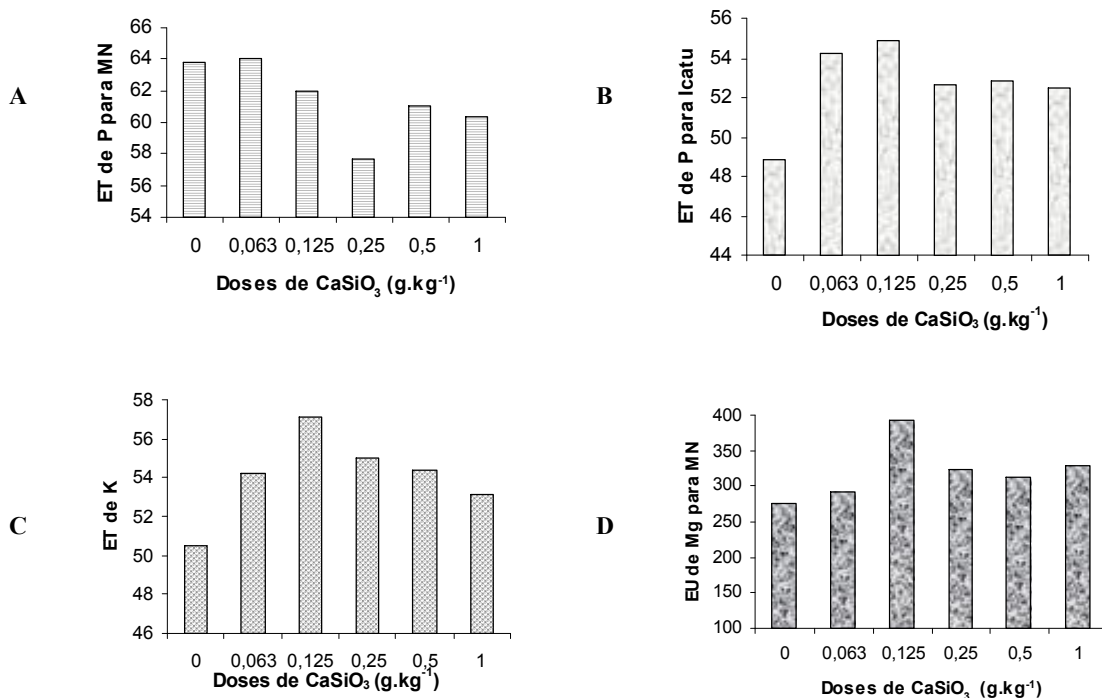 A
ET de P para MN
66
64
62
60
58
56
54
0 0,063 0,125 0,25 0,5 1
Doses de CaSiO₃ (g.kg⁻¹)
B
ET de P para Icatu
56
54
52
50
48
46
44
0 0,063 0,125 0,25 0,5 1
Doses de CaSiO₃ (g.kg⁻¹)
C
ET de K
58
56
54
52
50
48
46
0 0,063 0,125 0,25 0,5 1
Doses de CaSiO₃ (g.kg⁻¹)
D
EU de Mg para MN
400
350
300
250
200
150
100
0 0,063 0,125 0,25 0,5 1
Doses de CaSiO₃ (g.kg⁻¹)